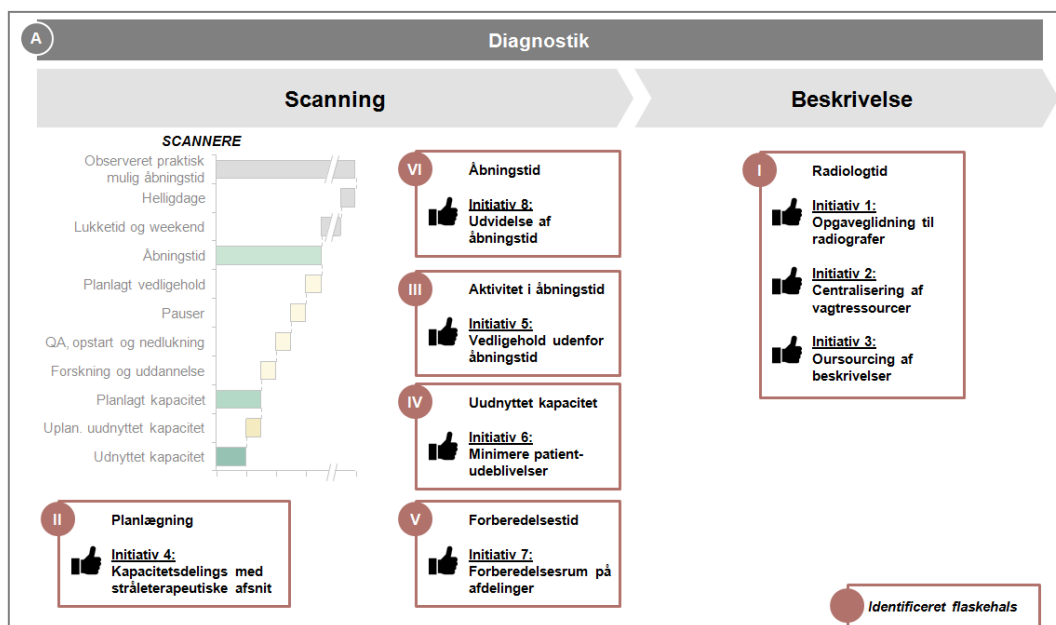 A
Diagnostik
Scanning
Beskrivelse
SCANNERE
Observeret praktisk
mulig åbningstid
Helligdage
Lukketid og weekend
Åbningstid
Planlagt vedligehold
Pauser
QA, opstart og nedlukning
Forskning og uddannelse
Planlagt kapacitet
Uplan. uudnyttet kapacitet
Udnyttet kapacitet
II
Planlægning
Initiativ 4:
Kapacitetsdelings med
stråleterapeutiske afsnit
VI
Åbningstid
Initiativ 8:
Udvidelse af
åbningstid
III
Aktivitet i åbningstid
Initiativ 5:
Vedligehold udenfor
åbningstid
IV
Uudnyttet kapacitet
Initiativ 6:
Minimere patient-
udeblivelser
V
Forberedelsestid
Initiativ 7:
Forberedelsesrum på
afdelinger
I
Radiologtid
Initiativ 1:
Opgaveglidning til
radiografer
Initiativ 2:
Centralisering af
vagtressourcer
Initiativ 3:
Oursourcing af
beskrivelser
Identificeret flaskehals